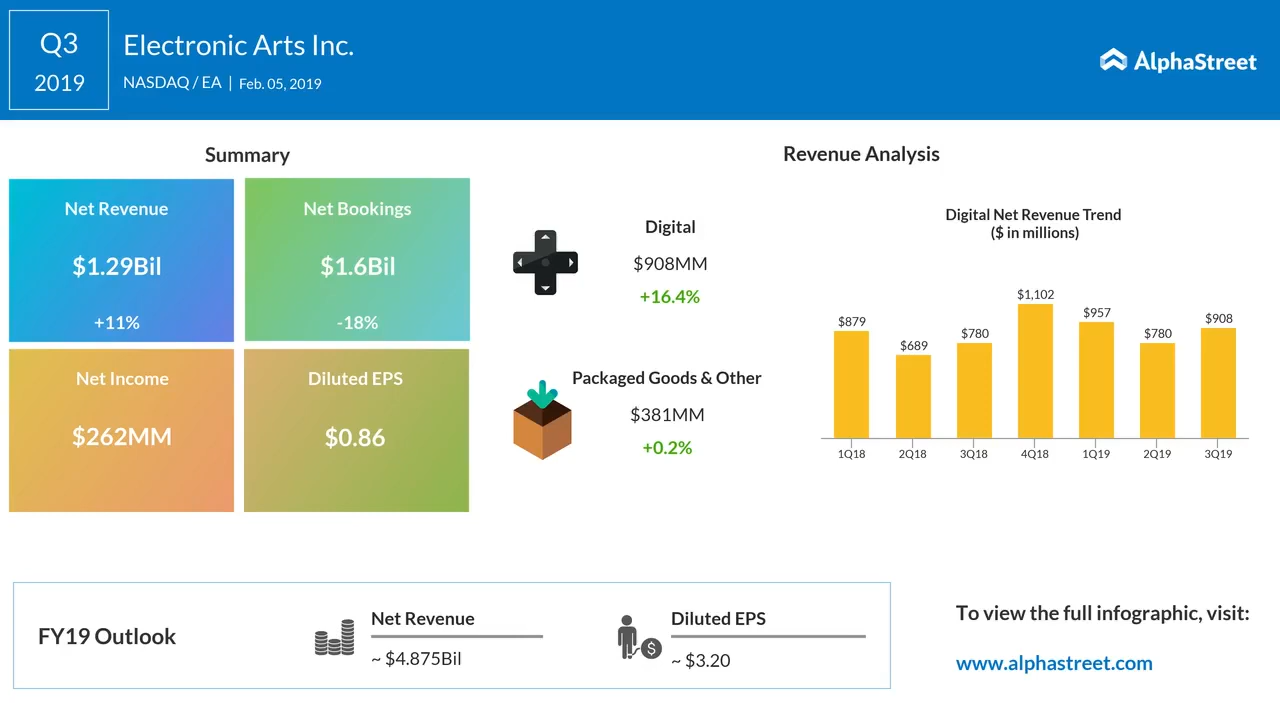 Q3
2019
Electronic Arts Inc.
NASDAQ / EA | Feb. 05, 2019
AlphaStreet
Summary
Net Revenue
$1.29Bil
+11%
Net Bookings
$1.6Bil
-18%
Net Income
$262MM
Diluted EPS
$0.86
Revenue Analysis
Digital
$908MM
+16.4%
Packaged Goods & Other
$381MM
+0.2%
Digital Net Revenue Trend
($ in millions)
$879
$689
$780
$1,102
$957
$780
$908
1Q18
2Q18
3Q18
4Q18
1Q19
2Q19
3Q19
FY19 Outlook
Net Revenue
~ $4.875Bil
$
Diluted EPS
~ $3.20
To view the full infographic, visit:
www.alphastreet.com